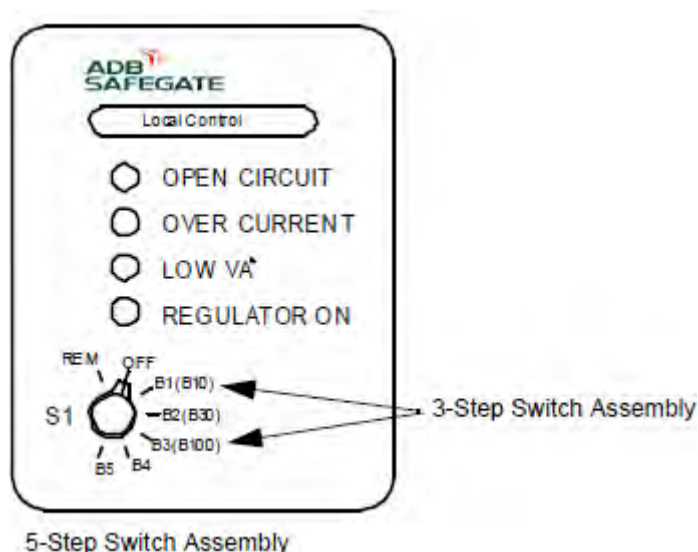 ADB
SAFEGATE
Local Control
OPEN CIRCUIT
OVER CURRENT
LOW VA
REGULATOR ON
REM
OFF
B1(B10)
S1
B2(B30)
3-Step Switch Assembly
B3(B100)
B5
B4
5-Step Switch Assembly